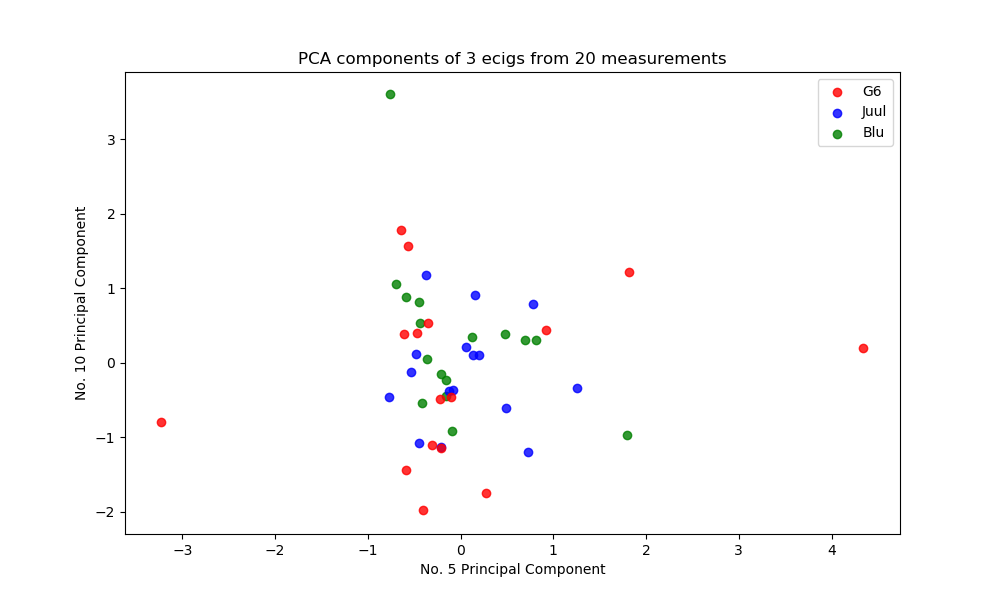 PCA components of 3 ecigs from 20 measurements
G6
Juul
Blu
3
2
1
0
−1
−2
No. 10 Principal Component
−3
−2
−1
0
1
2
3
4
No. 5 Principal Component